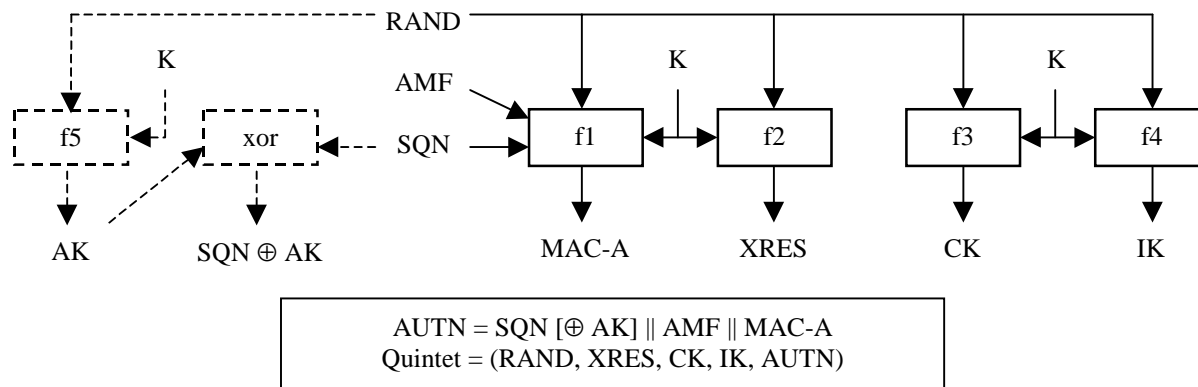 RAND
K
K
K
AMF
f5
xor
SQN
f1
f2
f3
f4
AK
SQN ⊕ AK
MAC-A
XRES
CK
IK
AUTN = SQN [⊕ AK] || AMF || MAC-A
Quintet = (RAND, XRES, CK, IK, AUTN)